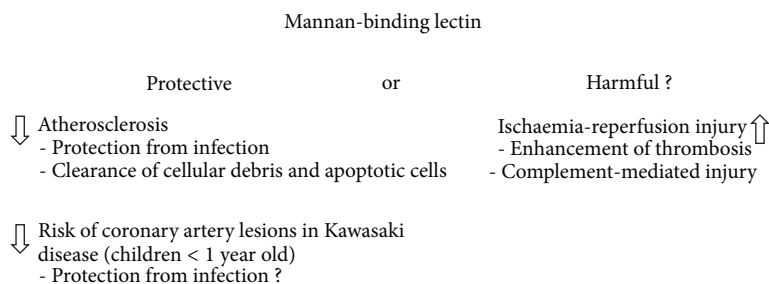 Mannan-binding lectin
Protective or Harmful ?
Atherosclerosis
- Protection from infection
- Clearance of cellular debris and apoptotic cells
Ischaemia-reperfusion injury
- Enhancement of thrombosis
- Complement-mediated injury
Risk of coronary artery lesions in Kawasaki
disease (children < 1 year old)
- Protection from infection ?